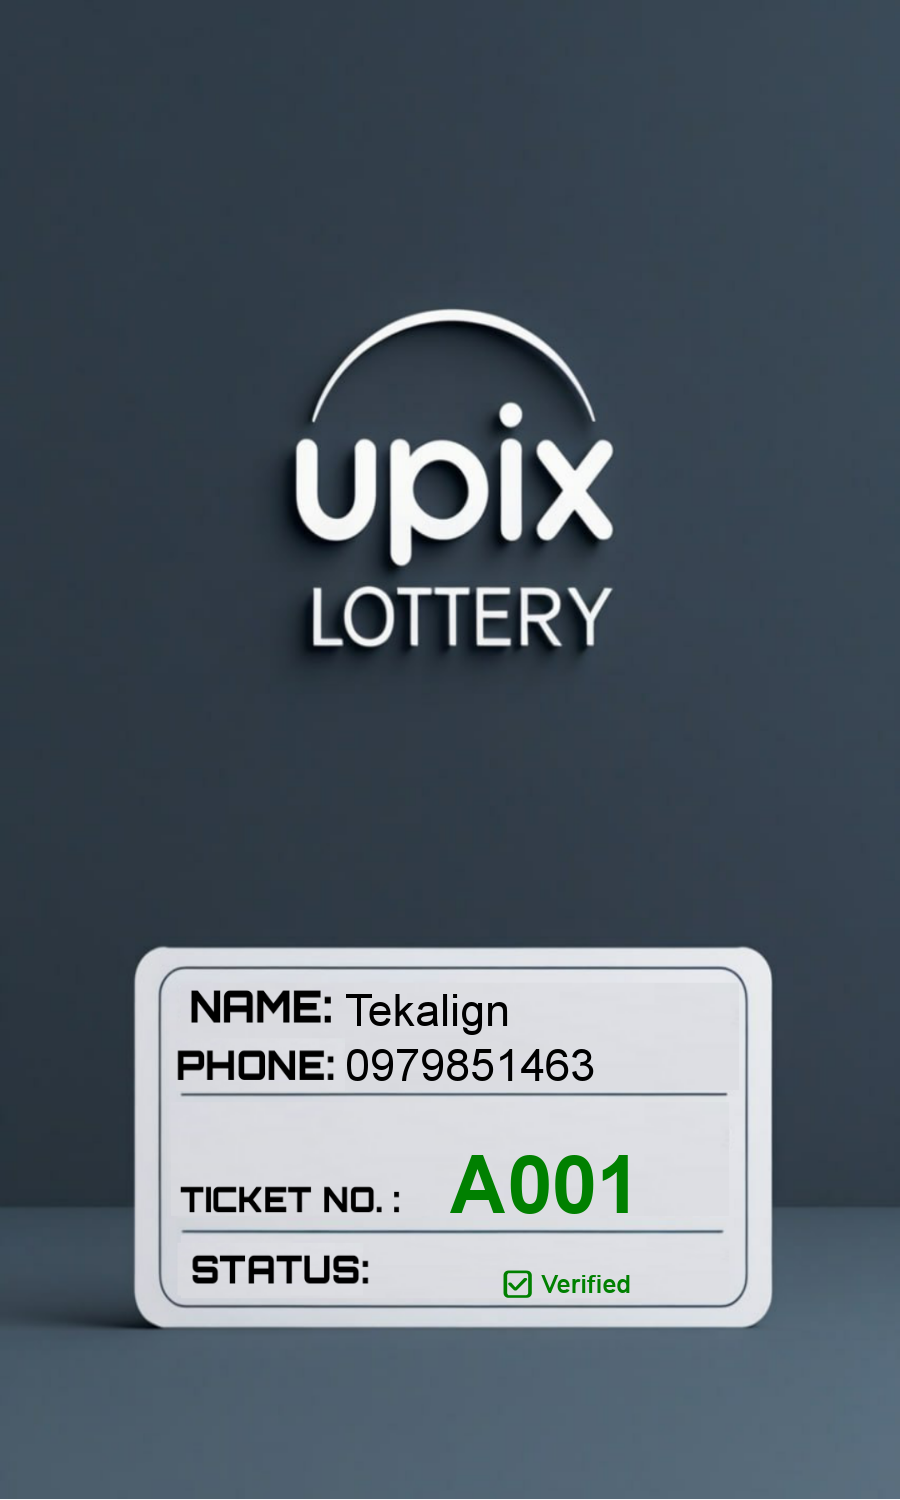 upix
LOTTERY
NAME: Tekalign
PHONE: 0979851463
TICKET NO. : A001
STATUS: Verified